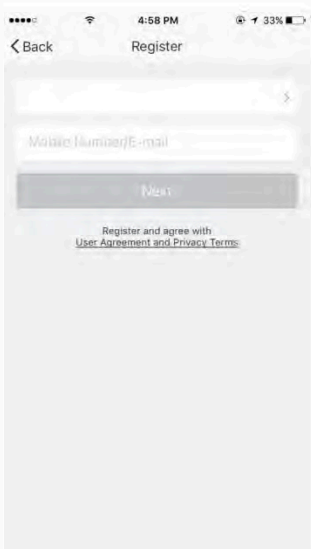 4:58 PM
33%
Back
Register
Mobile Number/E-mail
Next
Register and agree with
User Agreement and Privacy Terms